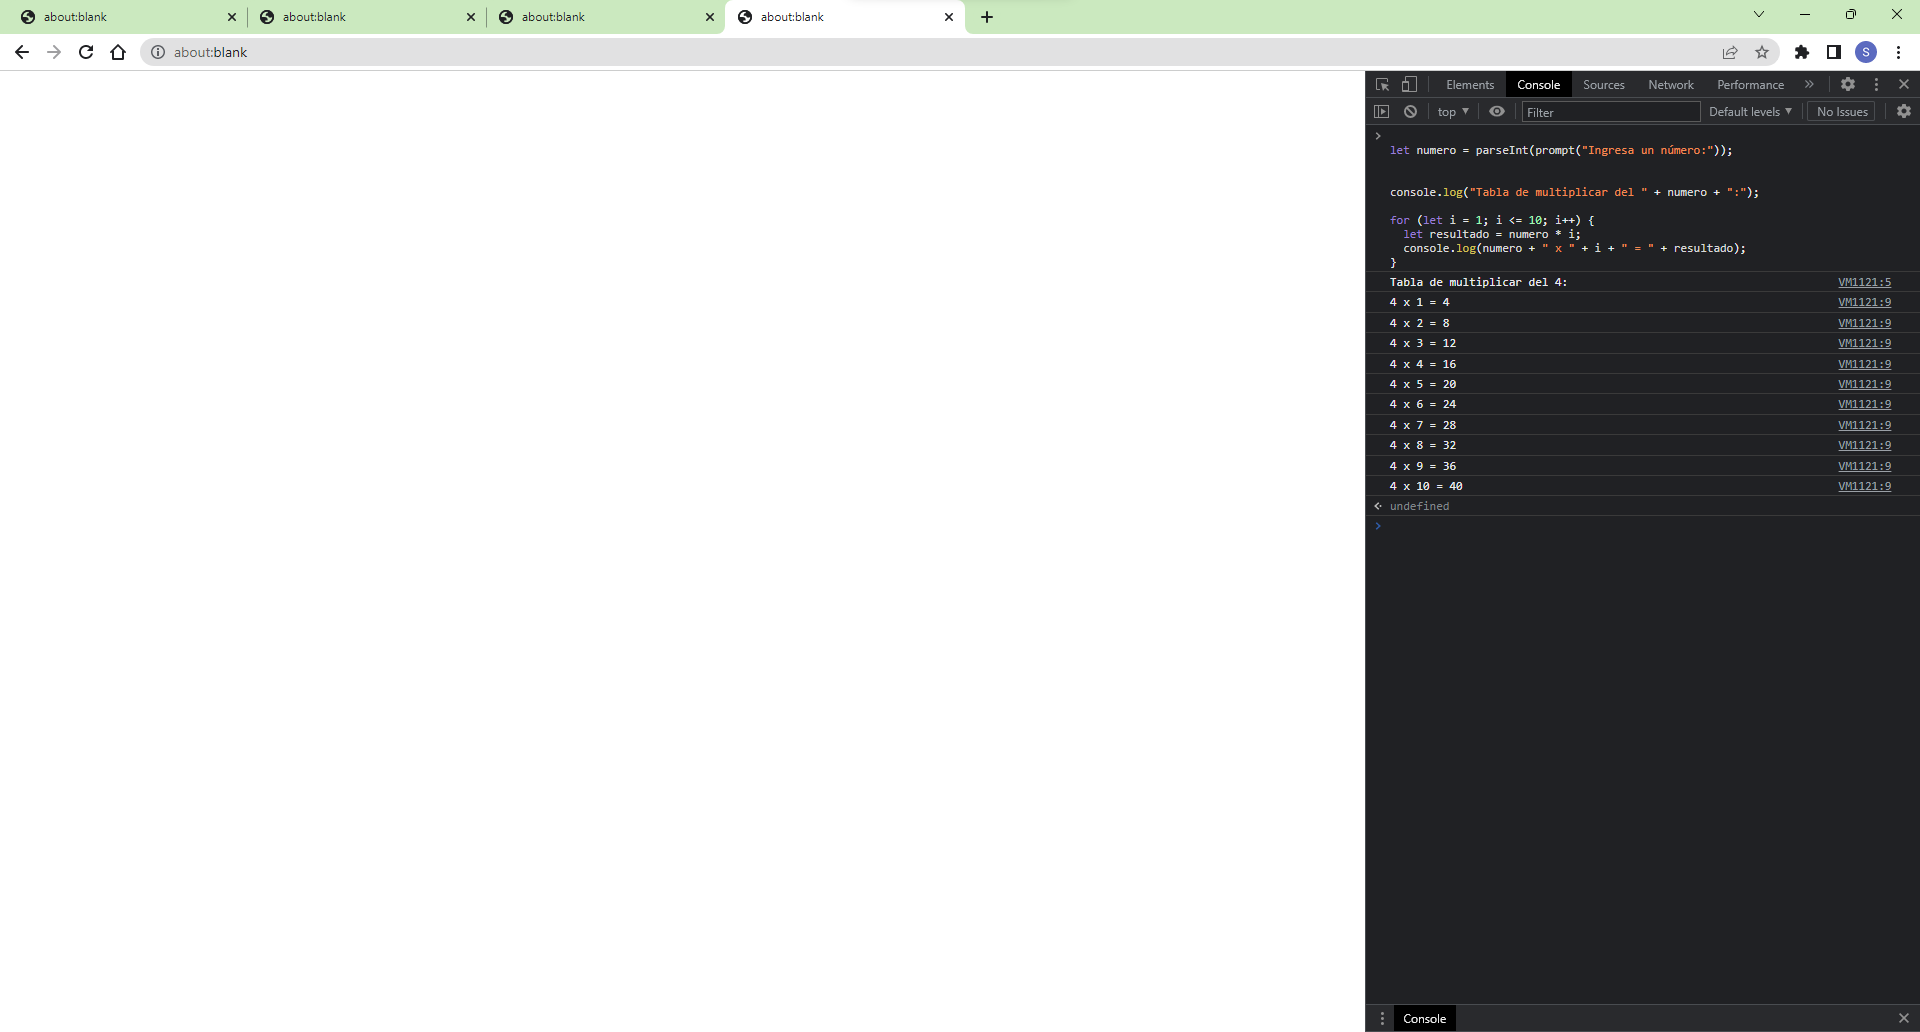 about:blank
about:blank
about:blank
about:blank
about:blank
S
Elements Console Sources Network Performance
top Filter Default levels No Issues
let numero = parseInt(prompt("Ingresa un número:"));
console.log("Tabla de multiplicar del " + numero + ":");
for (let i = 1; i <= 10; i++) {
let resultado = numero * i;
console.log(numero + " x " + i + " = " + resultado);
}
Tabla de multiplicar del 4: VM1121:5
4 x 1 = 4 VM1121:9
4 x 2 = 8 VM1121:9
4 x 3 = 12 VM1121:9
4 x 4 = 16 VM1121:9
4 x 5 = 20 VM1121:9
4 x 6 = 24 VM1121:9
4 x 7 = 28 VM1121:9
4 x 8 = 32 VM1121:9
4 x 9 = 36 VM1121:9
4 x 10 = 40 VM1121:9
undefined
Console